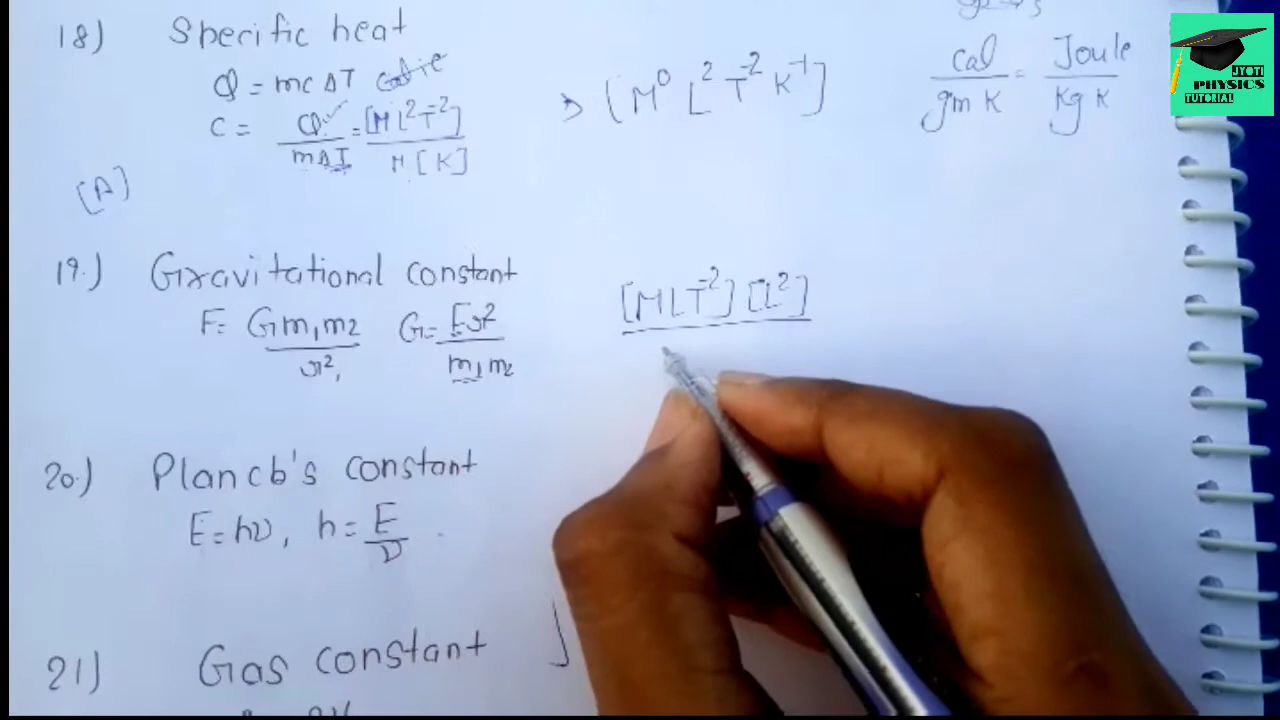 18) Specific heat
Q = mcΔT
C = Q/mΔT = [ML²T⁻²]/M[K]
→ [M⁰ L² T⁻² K⁻¹]
cal/gm K = Joule/Kg K
JYOTI
PHYSICS
TUTORIAL
[A]
19.) Gravitational constant
F = Gm₁m₂/r², G = Fr²/m₁m₂
[MLT⁻²][L²]
20.) Planck's constant
E = hν, h = E/ν
21) Gas constant